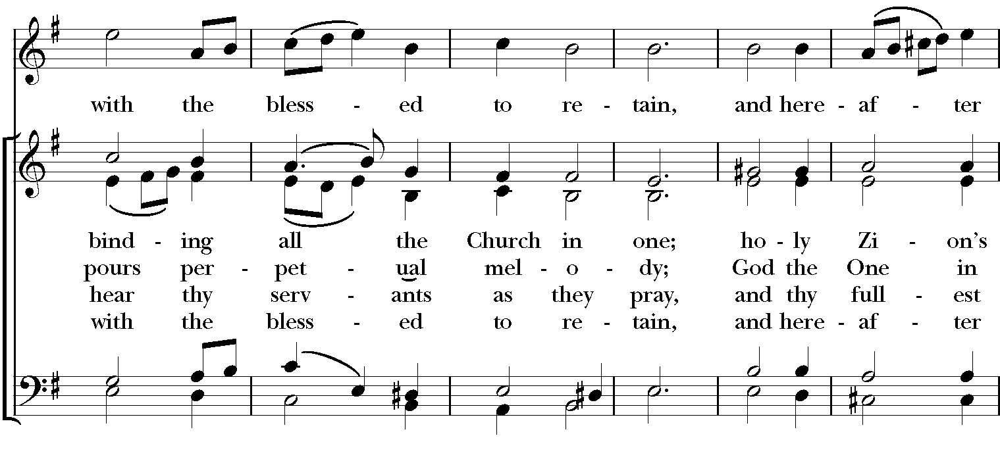 with the bless - ed to re - tain, and here - af - ter
bind - ing all the Church in one; ho - ly Zi - on's
pours per - pet - ual mel - o - dy; God the One in
hear thy serv - ants as they pray, and thy full - est
with the bless - ed to re - tain, and here - af - ter